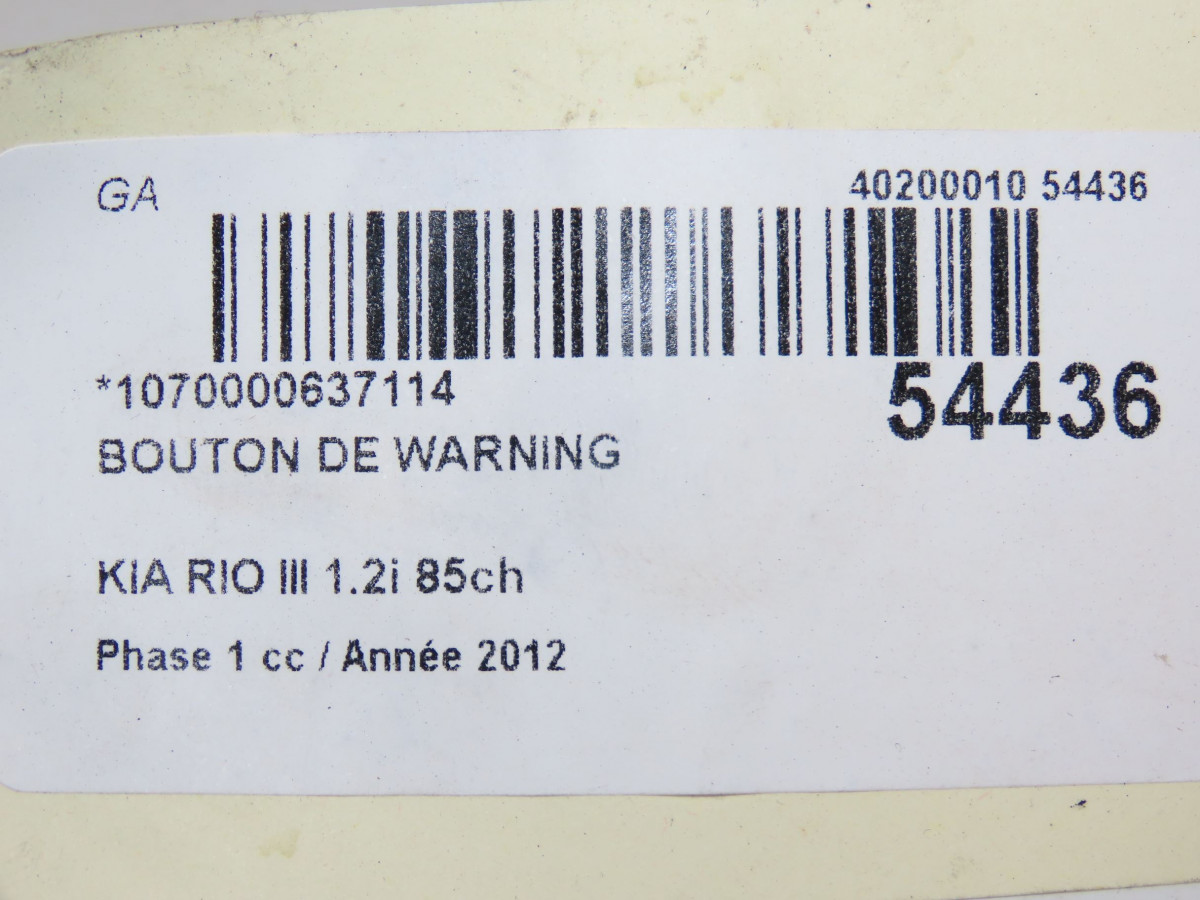 GA
40200010 54436
*1070000637114
54436
BOUTON DE WARNING
KIA RIO III 1.2i 85ch
Phase 1 cc / Année 2012